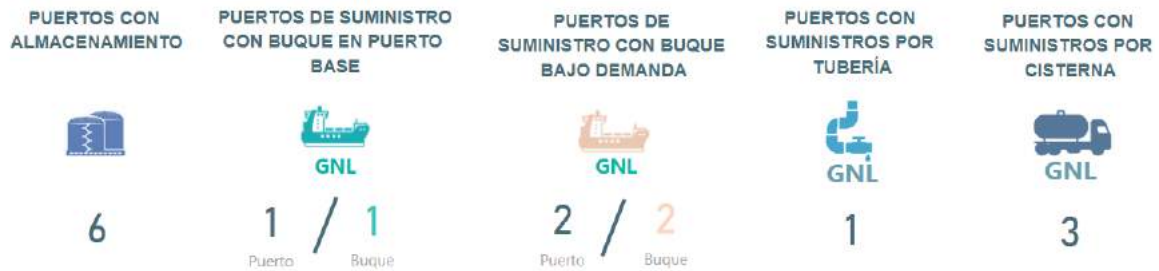 PUERTOS CON
ALMACENAMIENTO
6
PUERTOS DE SUMINISTRO
CON BUQUE EN PUERTO
BASE
GNL
1 / 1
Puerto Buque
PUERTOS DE
SUMINISTRO CON BUQUE
BAJO DEMANDA
GNL
2 / 2
Puerto Buque
PUERTOS CON
SUMINISTROS POR
TUBERÍA
GNL
1
PUERTOS CON
SUMINISTROS POR
CISTERNA
GNL
3